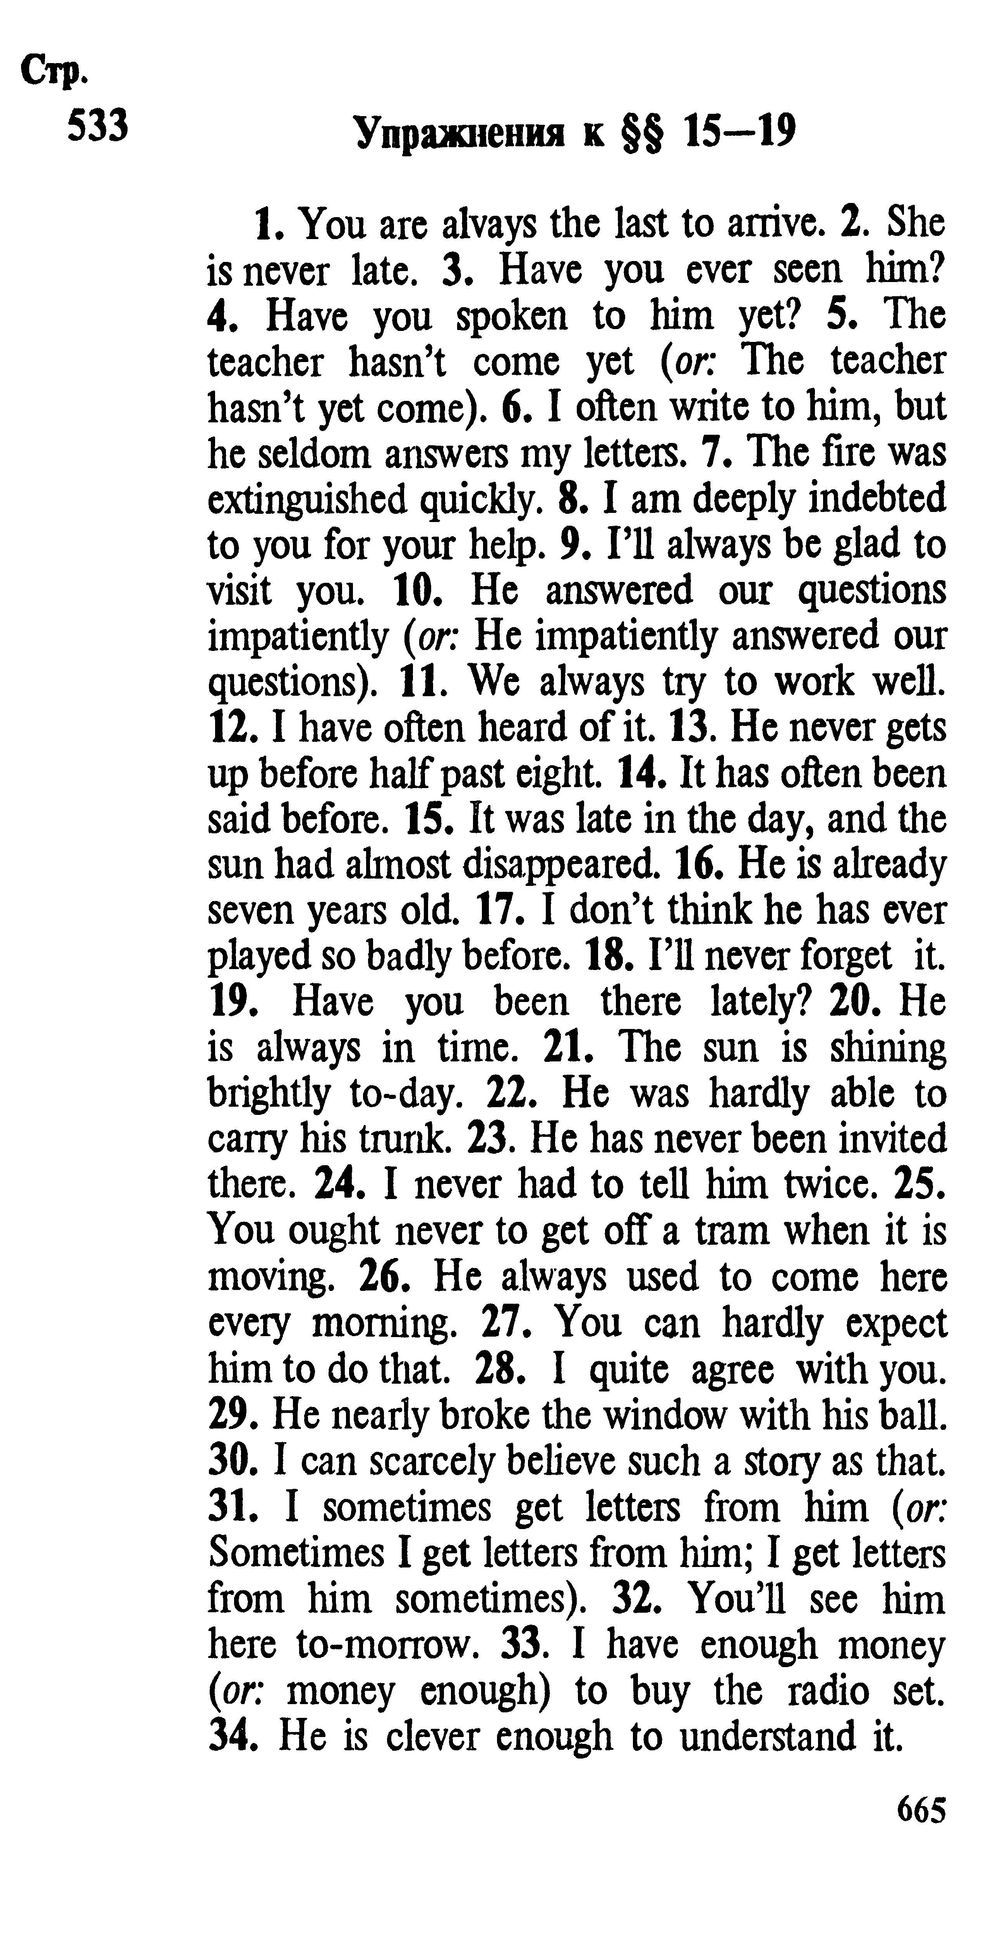 Стр.
533
Упражнения к §§ 15—19
1. You are alvays the last to arrive. 2. She
is never late. 3. Have you ever seen him?
4. Have you spoken to him yet? 5. The
teacher hasn't come yet (or: The teacher
hasn't yet come). 6. I often write to him, but
he seldom answers my letters. 7. The fire was
extinguished quickly. 8. I am deeply indebted
to you for your help. 9. I'll always be glad to
visit you. 10. He answered our questions
impatiently (or: He impatiently answered our
questions). 11. We always try to work well.
12. I have often heard of it. 13. He never gets
up before half past eight. 14. It has often been
said before. 15. It was late in the day, and the
sun had almost disappeared. 16. He is already
seven years old. 17. I don't think he has ever
played so badly before. 18. I'll never forget it.
19. Have you been there lately? 20. He
is always in time. 21. The sun is shining
brightly to-day. 22. He was hardly able to
carry his trunk. 23. He has never been invited
there. 24. I never had to tell him twice. 25.
You ought never to get off a tram when it is
moving. 26. He always used to come here
every morning. 27. You can hardly expect
him to do that. 28. I quite agree with you.
29. He nearly broke the window with his ball.
30. I can scarcely believe such a story as that.
31. I sometimes get letters from him (or:
Sometimes I get letters from him; I get letters
from him sometimes). 32. You'll see him
here to-morrow. 33. I have enough money
(or: money enough) to buy the radio set.
34. He is clever enough to understand it.
665